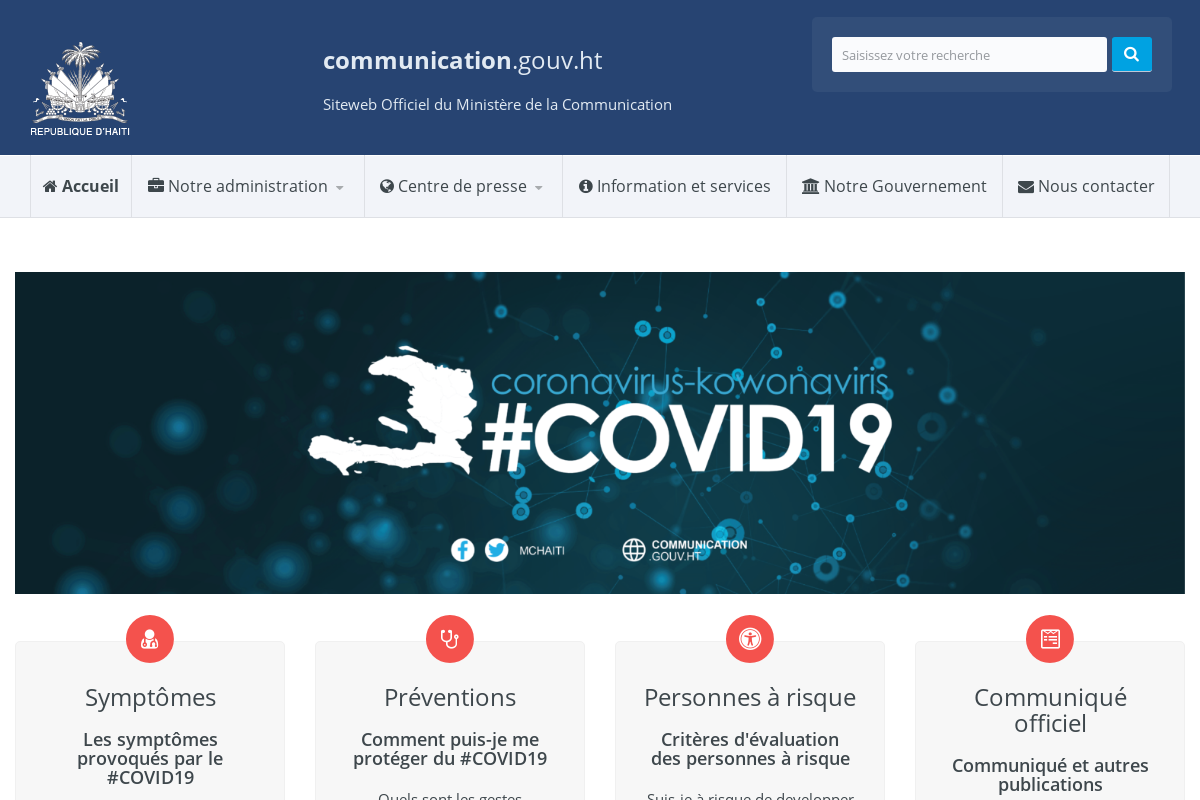 REPUBLIQUE D'HAITI
communication.gouv.ht
Siteweb Officiel du Ministère de la Communication
Saisissez votre recherche
Accueil
Notre administration
Centre de presse
Information et services
Notre Gouvernement
Nous contacter
coronavirus-kowonaviris
#COVID19
MCHAITI
COMMUNICATION
.GOUV.HT
Symptômes
Les symptômes
provoqués par le
#COVID19
Préventions
Comment puis-je me
protéger du #COVID19
Quels sont les gestes
Personnes à risque
Critères d'évaluation
des personnes à risque
Suis-je à risque de developper
Communiqué
officiel
Communiqué et autres
publications